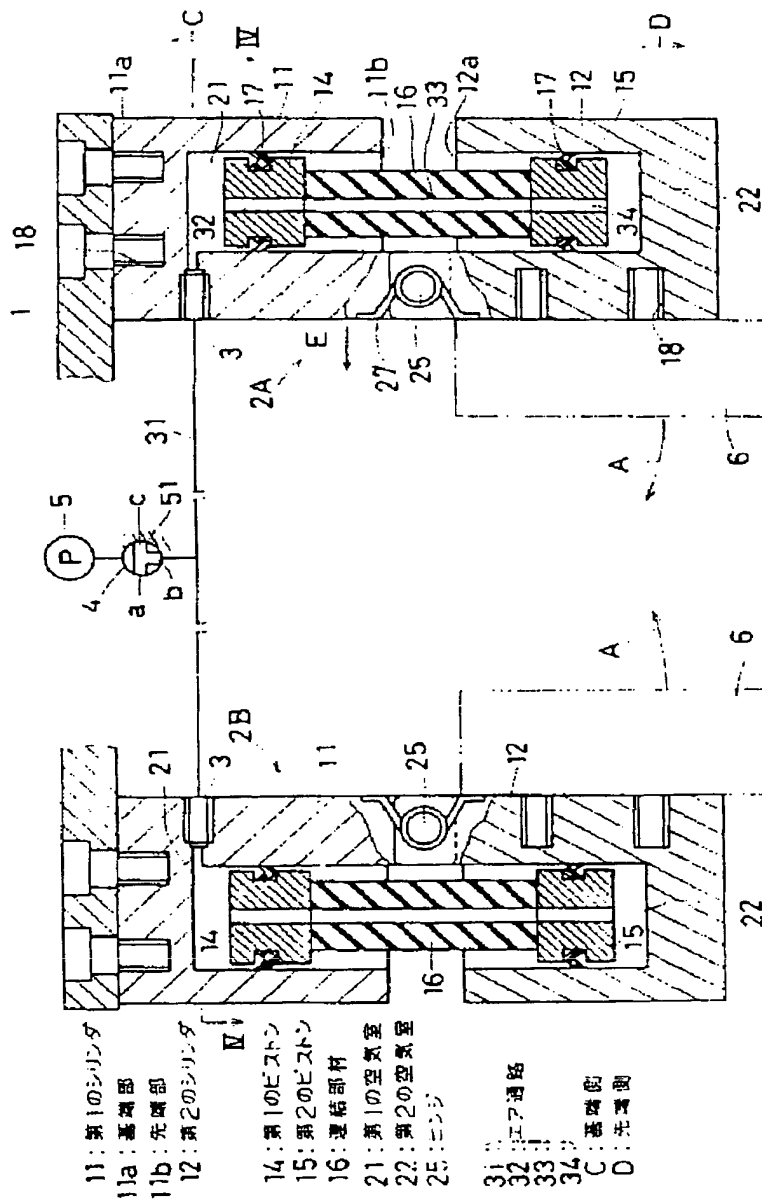 1
18
11a
C
IV
21
17
11
14
11b
16
33
12a
17
12
15
D
32
34
22
3
E
2A
27
25
18
31
A
6
5
P
4
c
51
a
b
A
6
2B
3
21
11
25
12
14
15
16
22
IV
11:第1のシリンダ
11a:基端部
11b:先端部
12:第2のシリンダ
14:第1のピストン
15:第2のピストン
16:連結部材
21:第1の空気室
22:第2の空気室
25:ヒンジ
31
32
33
34
エア通路
C:基端側
D:先端側